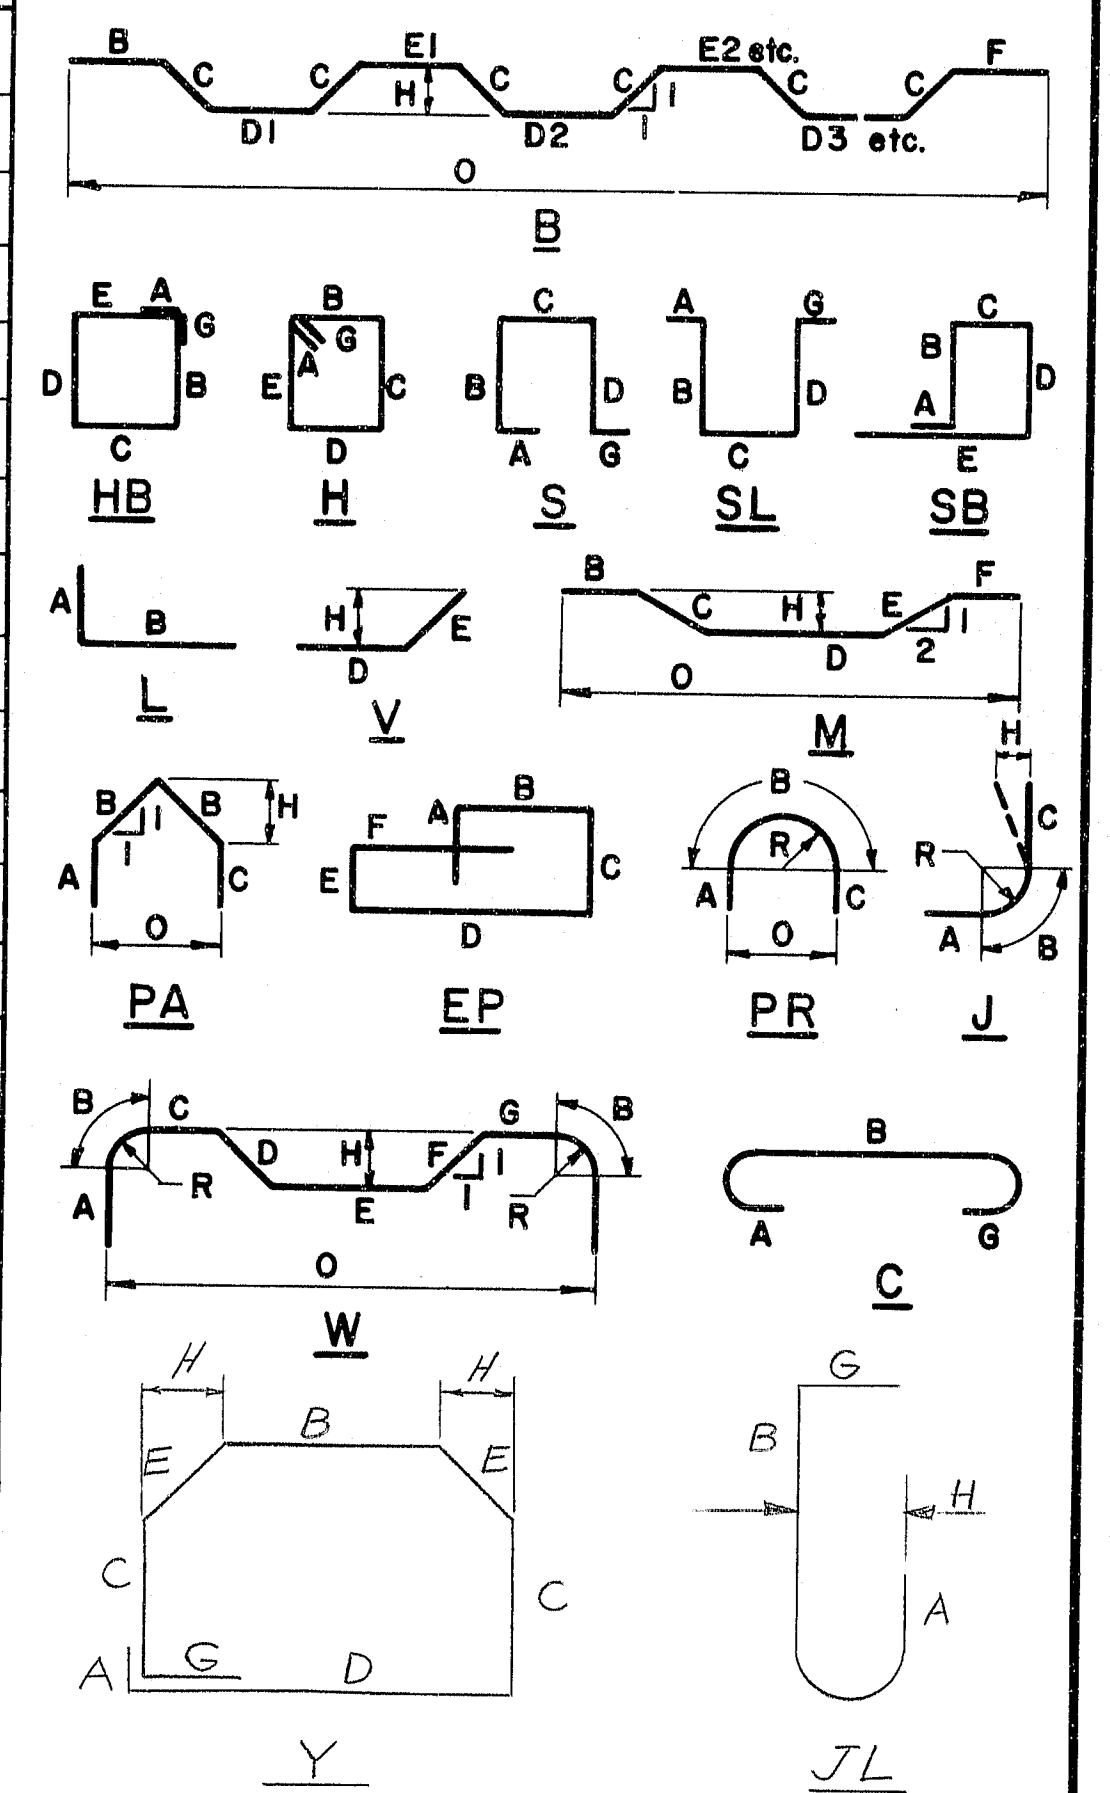 B C C E1 C C E2 etc. C C F
H 1
D1 D2 1 D3 etc.
O
B
E A G D B C
B G A E C D
C B D A G
A G B D C
C B D A E
HB H S SL SB
A B
H E D
B C H E F 1 2 D O
L V M
B B 1 1 H A C O
B A F E C D
B R A C O
H C R A B
PA EP PR J
B C G B
D H F 1 1
R A E R
O
B
A G
W C
H H
B
E E
C C
A G D
G
B
H
A
Y JL